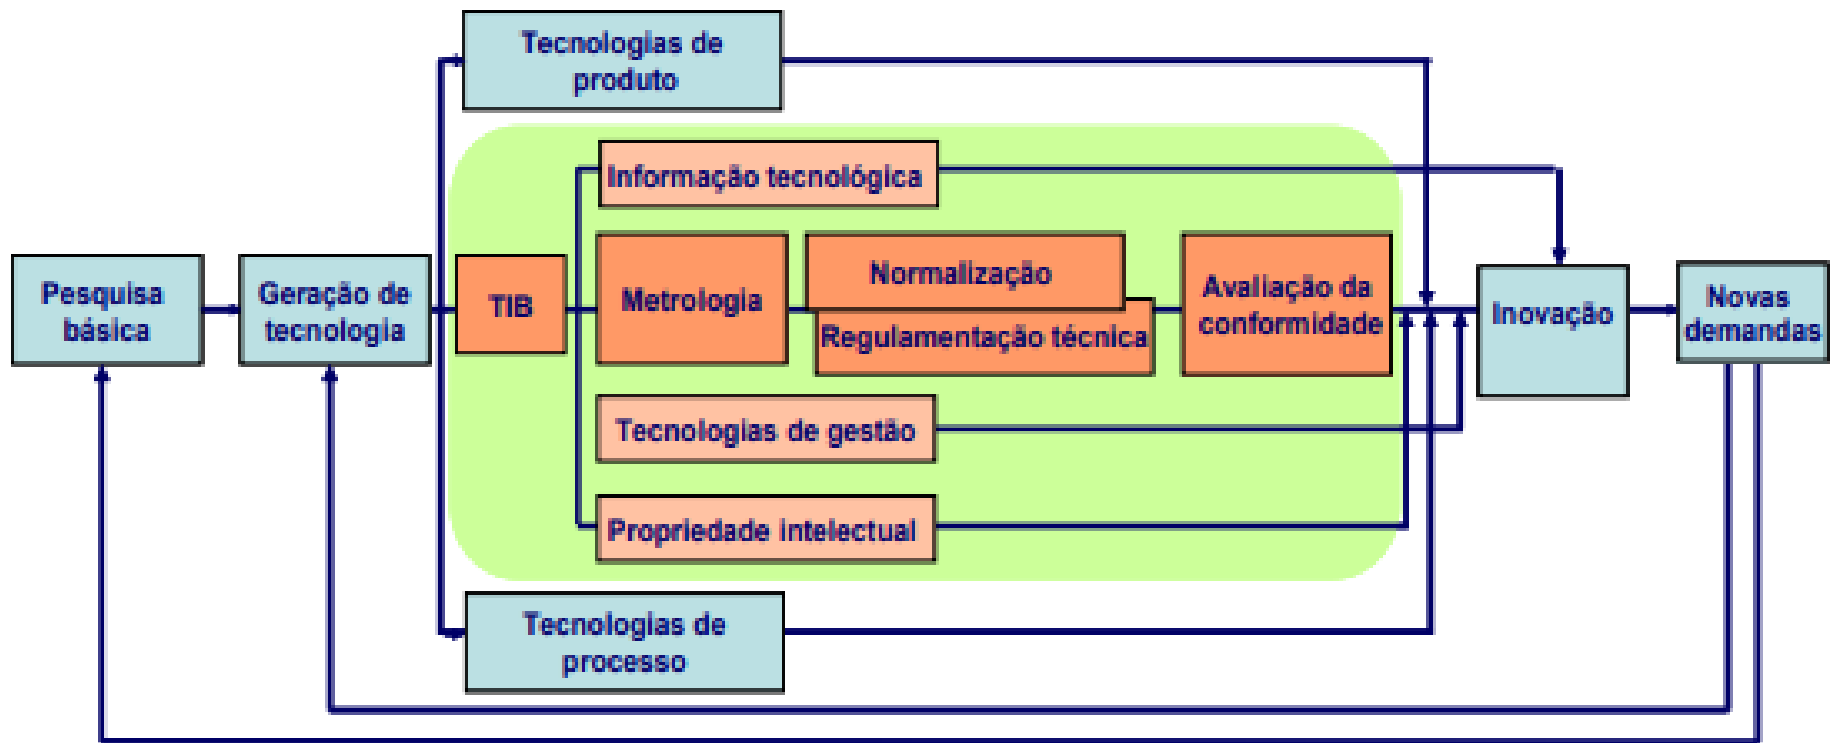 Tecnologias de
produto
Informação tecnológica
Pesquisa
básica
Geração de
tecnologia
TIB
Metrologia
Normalização
Regulamentação técnica
Avaliação da
conformidade
Inovação
Novas
demandas
Tecnologias de gestão
Propriedade intelectual
Tecnologias de
processo